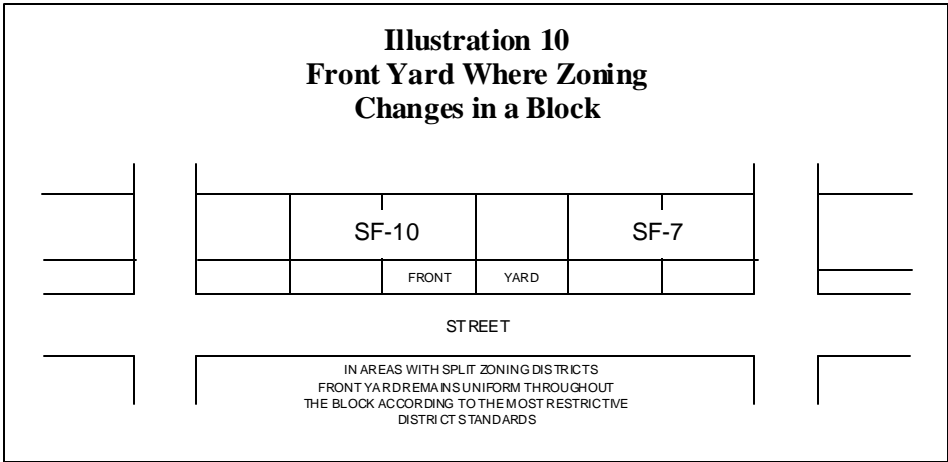 Illustration 10
Front Yard Where Zoning
Changes in a Block
SF-10 SF-7
FRONT YARD
STREET
IN AREAS WITH SPLIT ZONING DISTRICTS
FRONT YARD REMAINS UNIFORM THROUGHOUT
THE BLOCK ACCORDING TO THE MOST RESTRICTIVE
DISTRICT STANDARDS